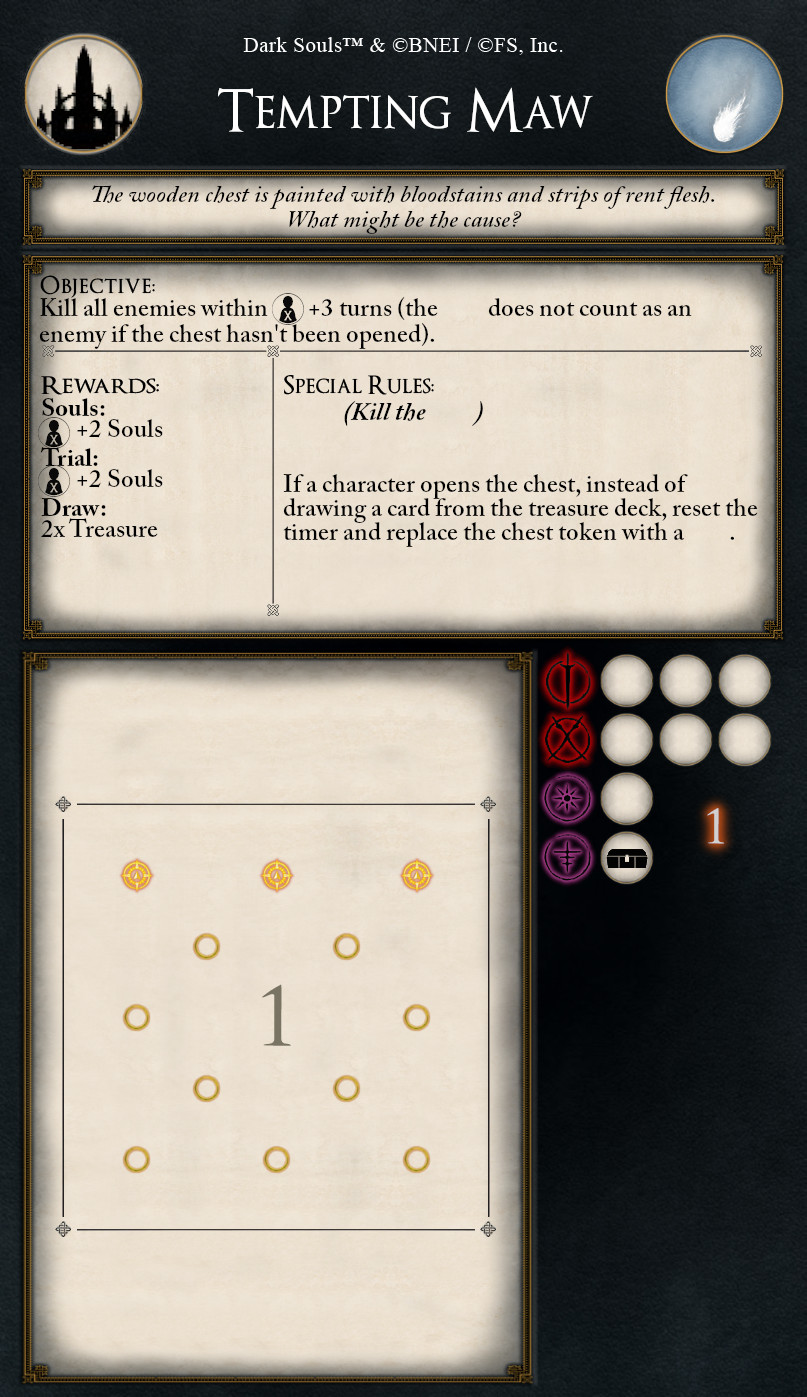 Dark Souls™ & ©BNEI / ©FS, Inc.
Tempting Maw
The wooden chest is painted with bloodstains and strips of rent flesh.
What might be the cause?
Objective:
Kill all enemies within X +3 turns (the does not count as an
enemy if the chest hasn't been opened).
Rewards:
Souls:
X +2 Souls
Trial:
X +2 Souls
Draw:
2x Treasure
Special Rules:
(Kill the )
If a character opens the chest, instead of
drawing a card from the treasure deck, reset the
timer and replace the chest token with a .
1
1